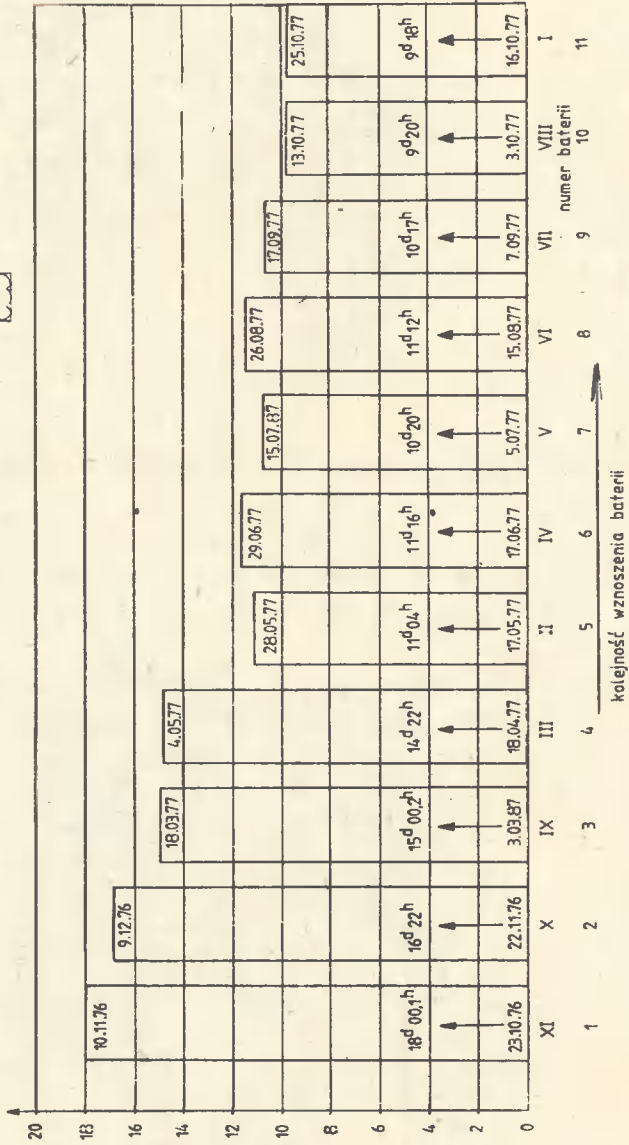 20
18
16
14
12
10
8
6
4
2
0
10.11.76 9.12.76 18.03.77 4.05.77 28.05.77 29.06.77 15.07.87 26.08.77 17.09.77 13.10.77 25.10.77
18d 00,1h 16d 22h 15d 00,2h 14d 22h 11d 04h 11d 16h 10d 20h 11d 12h 10d 17h 9d 20h 9d 18h
23.10.76 22.11.76 3.03.87 18.04.77 17.05.77 17.06.77 5.07.77 15.08.77 7.09.77 3.10.77 16.10.77
XI X IX III II IV V VI VII VIII I
numer baterii
1 2 3 4 5 6 7 8 9 10 11
kolejność wznoszenia baterii